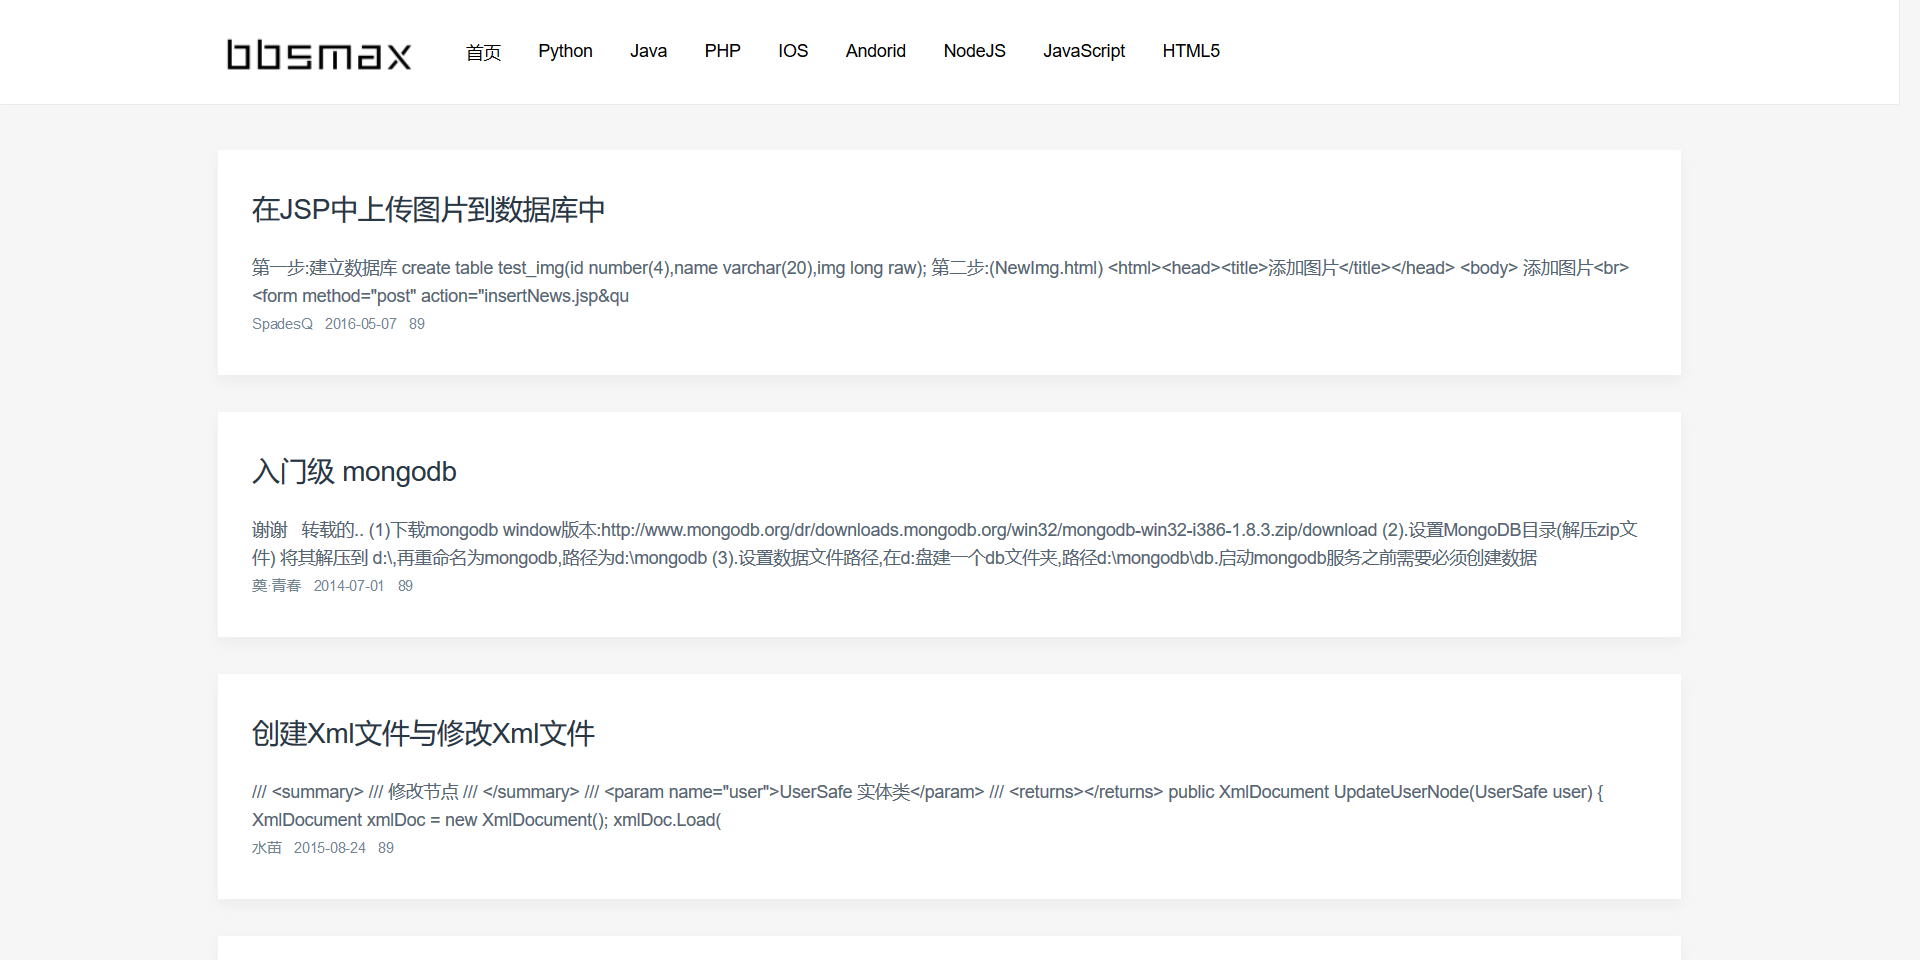 bbsmax 首页 Python Java PHP IOS Andorid NodeJS JavaScript HTML5
在JSP中上传图片到数据库中
第一步:建立数据库 create table test_img(id number(4),name varchar(20),img long raw); 第二步:(NewImg.html) <html><head><title>添加图片</title></head> <body> 添加图片<br>
<form method="post" action="insertNews.jsp&qu
SpadesQ 2016-05-07 89
入门级 mongodb
谢谢 转载的.. (1)下载mongodb window版本:http://www.mongodb.org/dr/downloads.mongodb.org/win32/mongodb-win32-i386-1.8.3.zip/download (2).设置MongoDB目录(解压zip文
件) 将其解压到 d:\,再重命名为mongodb,路径为d:\mongodb (3).设置数据文件路径,在d:盘建一个db文件夹,路径d:\mongodb\db.启动mongodb服务之前需要必须创建数据
奠·青春 2014-07-01 89
创建Xml文件与修改Xml文件
/// <summary> /// 修改节点 /// </summary> /// <param name="user">UserSafe 实体类</param> /// <returns></returns> public XmlDocument UpdateUserNode(UserSafe user) {
XmlDocument xmlDoc = new XmlDocument(); xmlDoc.Load(
水苗 2015-08-24 89